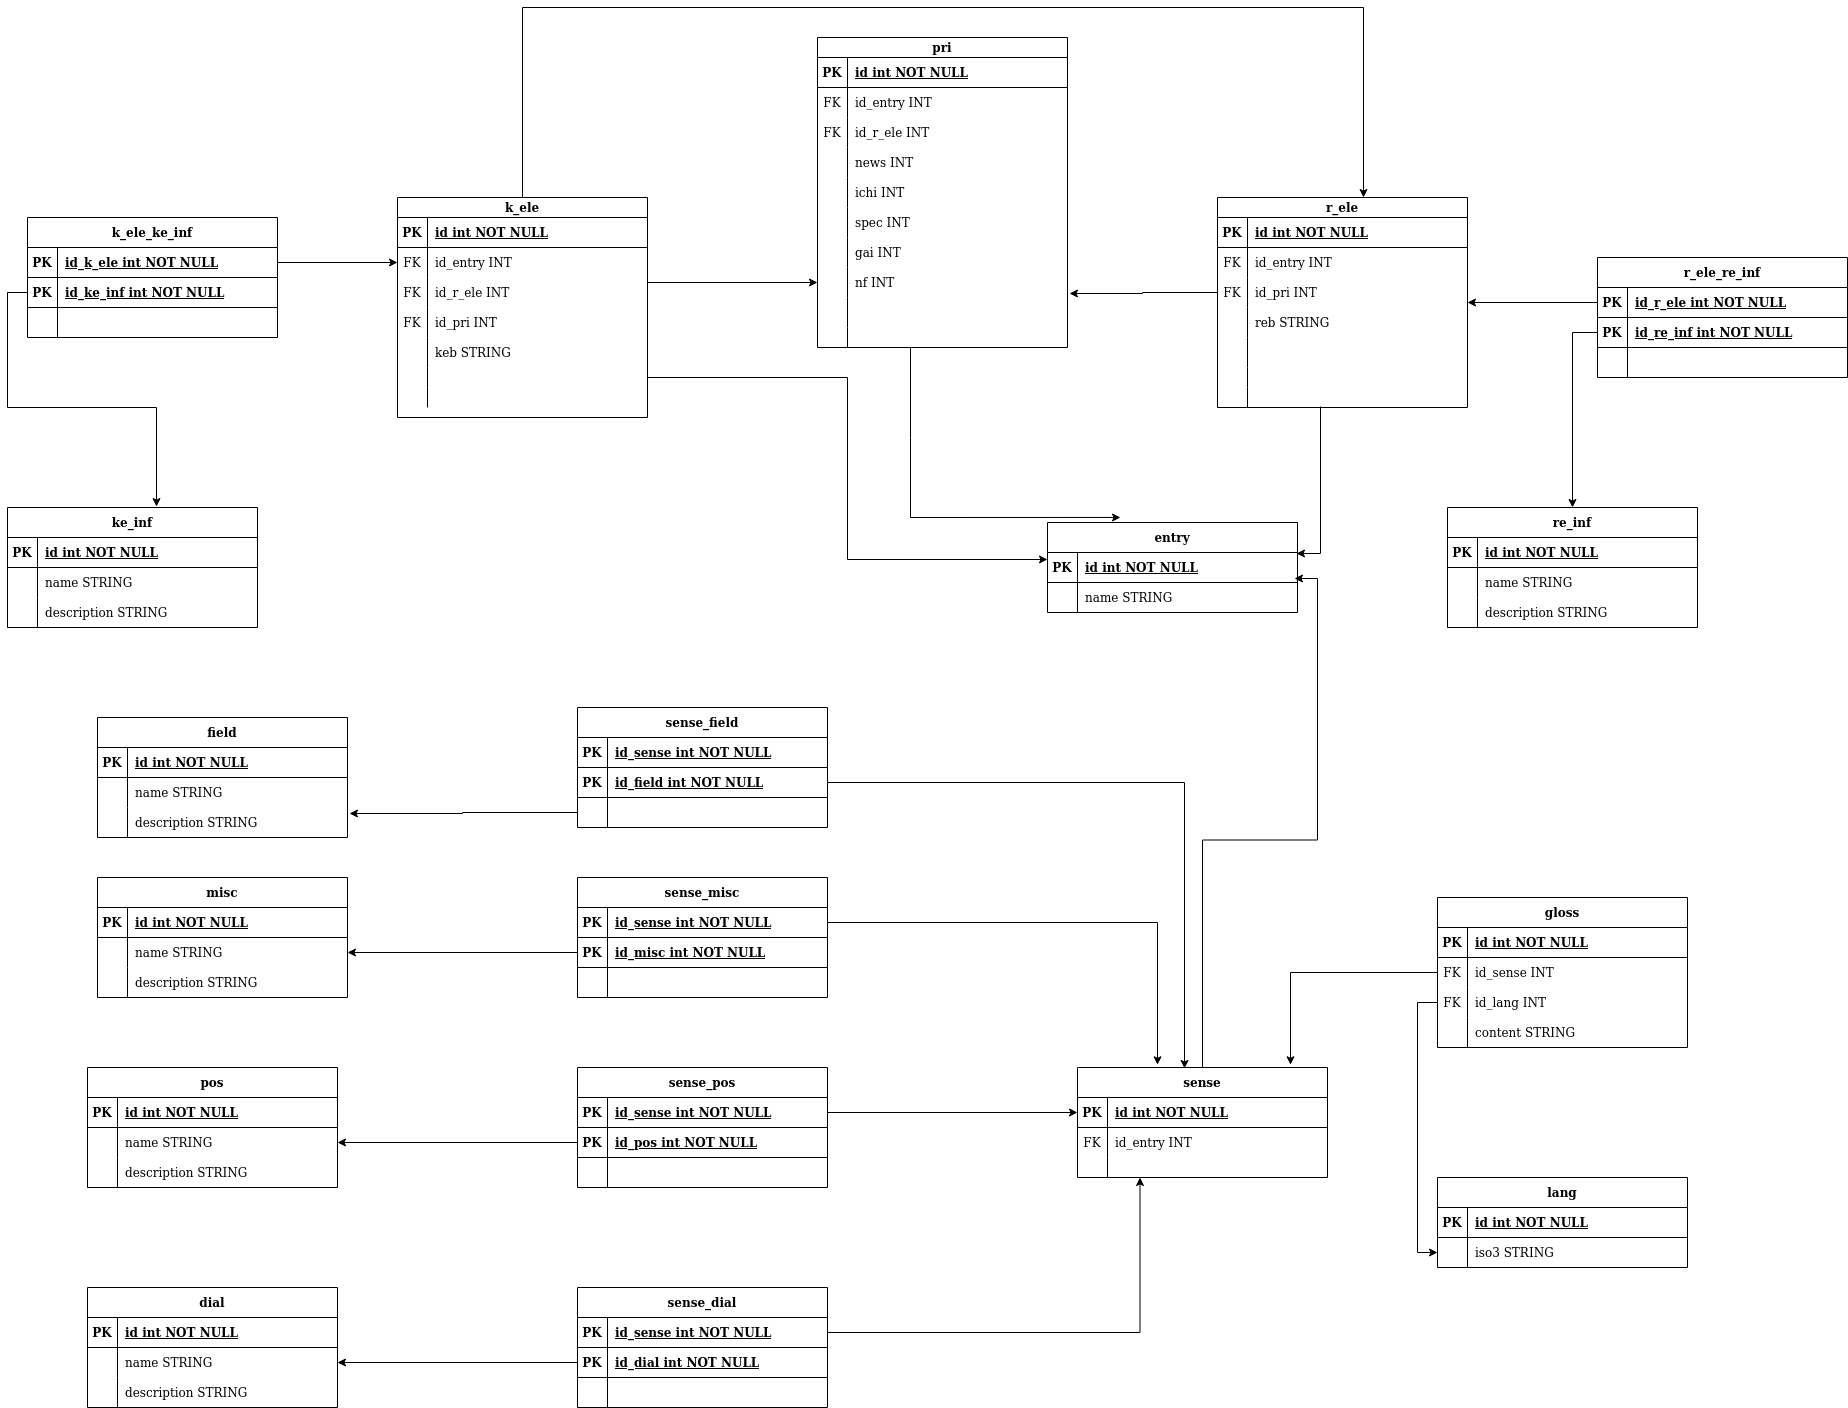 pri
PK id int NOT NULL
FK id_entry INT
FK id_r_ele INT
news INT
ichi INT
spec INT
gai INT
nf INT
k_ele_ke_inf
PK id_k_ele int NOT NULL
PK id_ke_inf int NOT NULL
k_ele
PK id int NOT NULL
FK id_entry INT
FK id_r_ele INT
FK id_pri INT
keb STRING
r_ele
PK id int NOT NULL
FK id_entry INT
FK id_pri INT
reb STRING
r_ele_re_inf
PK id_r_ele int NOT NULL
PK id_re_inf int NOT NULL
ke_inf
PK id int NOT NULL
name STRING
description STRING
entry
PK id int NOT NULL
name STRING
re_inf
PK id int NOT NULL
name STRING
description STRING
field
PK id int NOT NULL
name STRING
description STRING
sense_field
PK id_sense int NOT NULL
PK id_field int NOT NULL
misc
PK id int NOT NULL
name STRING
description STRING
sense_misc
PK id_sense int NOT NULL
PK id_misc int NOT NULL
gloss
PK id int NOT NULL
FK id_sense INT
FK id_lang INT
content STRING
pos
PK id int NOT NULL
name STRING
description STRING
sense_pos
PK id_sense int NOT NULL
PK id_pos int NOT NULL
sense
PK id int NOT NULL
FK id_entry INT
lang
PK id int NOT NULL
iso3 STRING
dial
PK id int NOT NULL
name STRING
description STRING
sense_dial
PK id_sense int NOT NULL
PK id_dial int NOT NULL